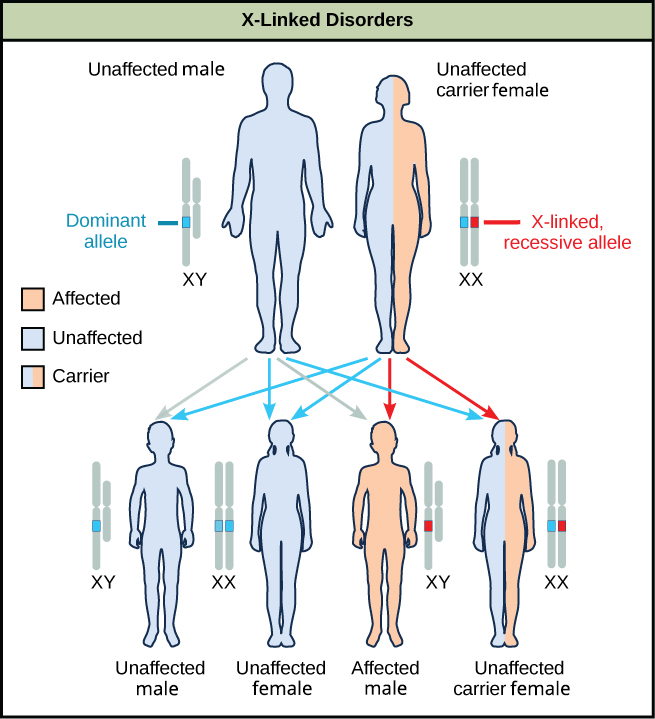 X-Linked Disorders
Unaffected male
Unaffected
carrier female
Dominant
allele
X-linked,
recessive allele
XY
XX
Affected
Unaffected
Carrier
XY
XX
XY
XX
Unaffected
male
Unaffected
female
Affected
male
Unaffected
carrier female